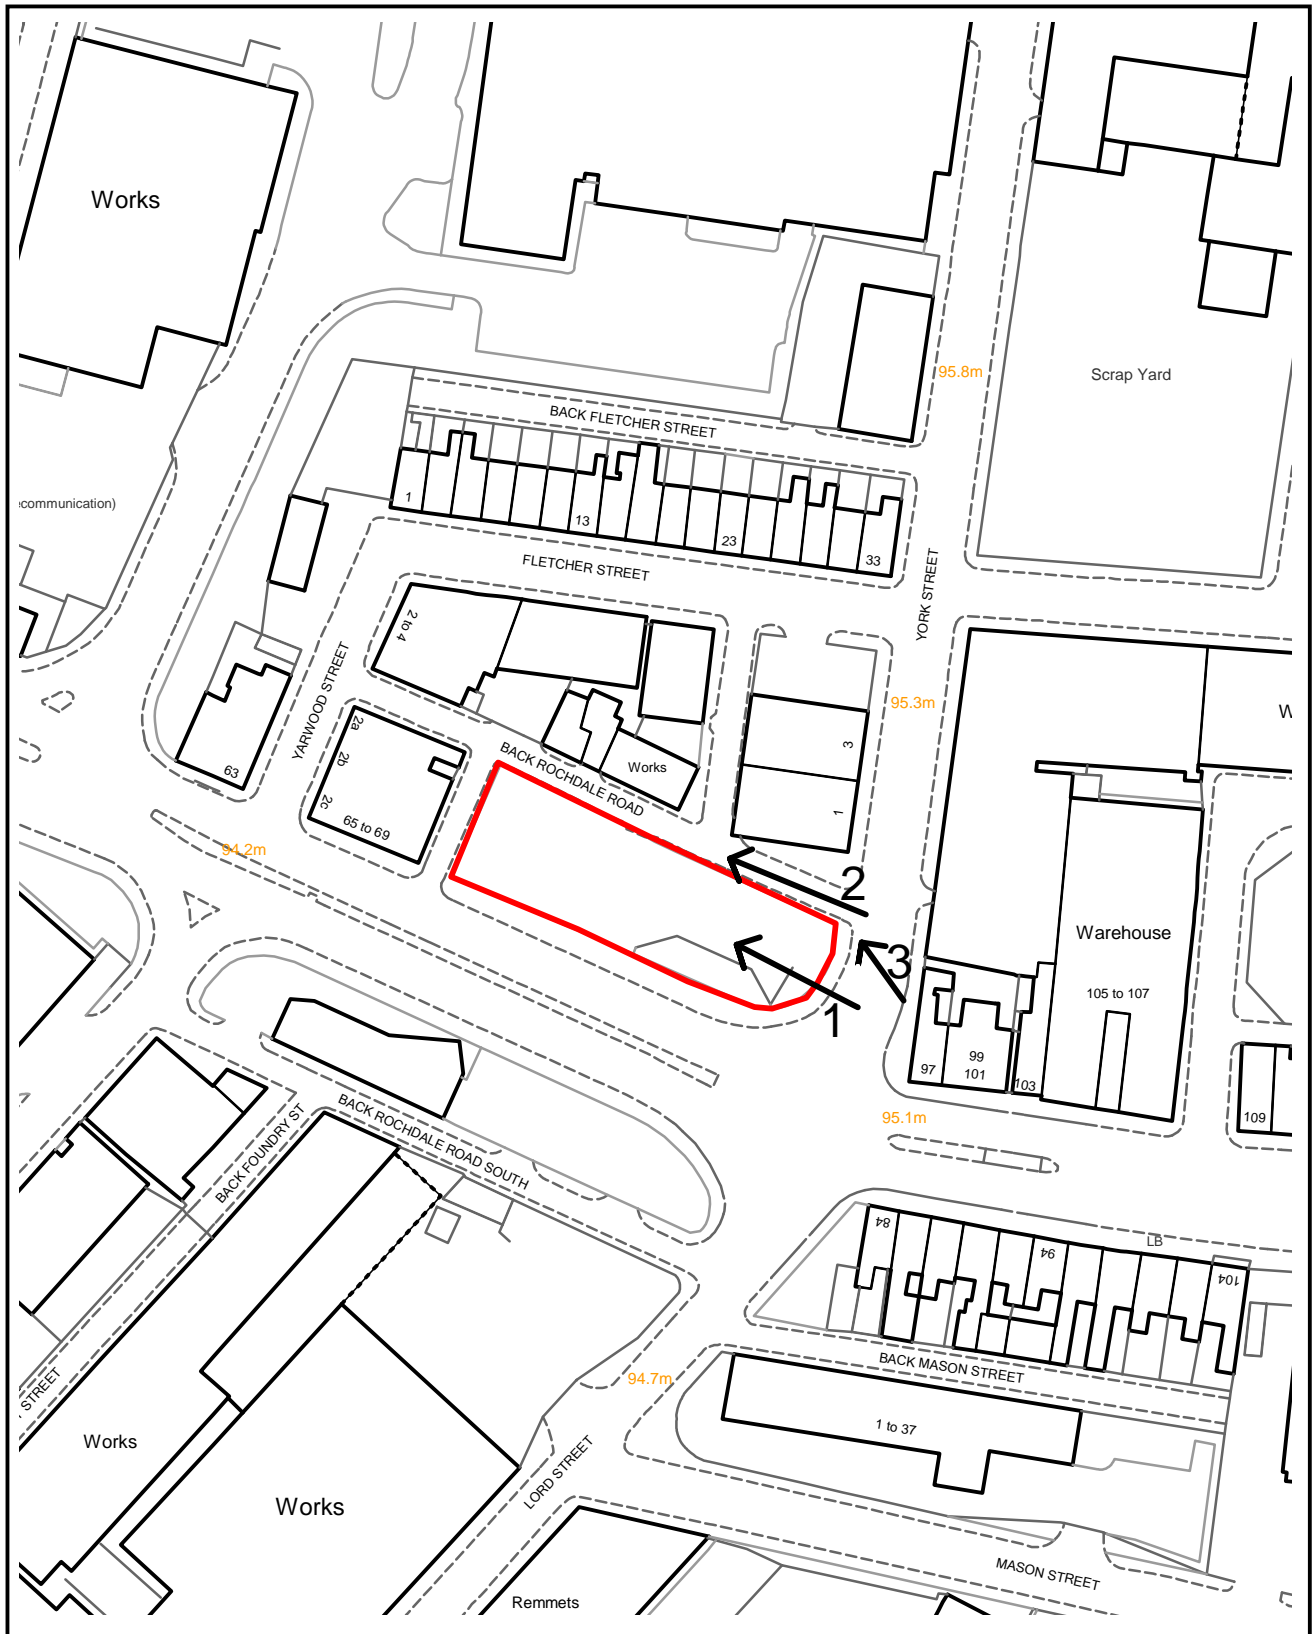 Works
95.8m
Scrap Yard
BACK FLETCHER STREET
1
13
23
33
ecommunication)
FLETCHER STREET
YORK STREET
2 to 4
YARWOOD STREET
95.3m
W
2a
2b
2c
63
65 to 69
BACK ROCHDALE ROAD
Works
3
1
94.2m
2
3
1
Warehouse
105 to 107
97
99
101
103
109
95.1m
BACK ROCHDALE ROAD SOUTH
BACK FOUNDRY ST
84
94
LB
104
BACK MASON STREET
94.7m
STREET
1 to 37
Works
LORD STREET
Works
MASON STREET
Remmets